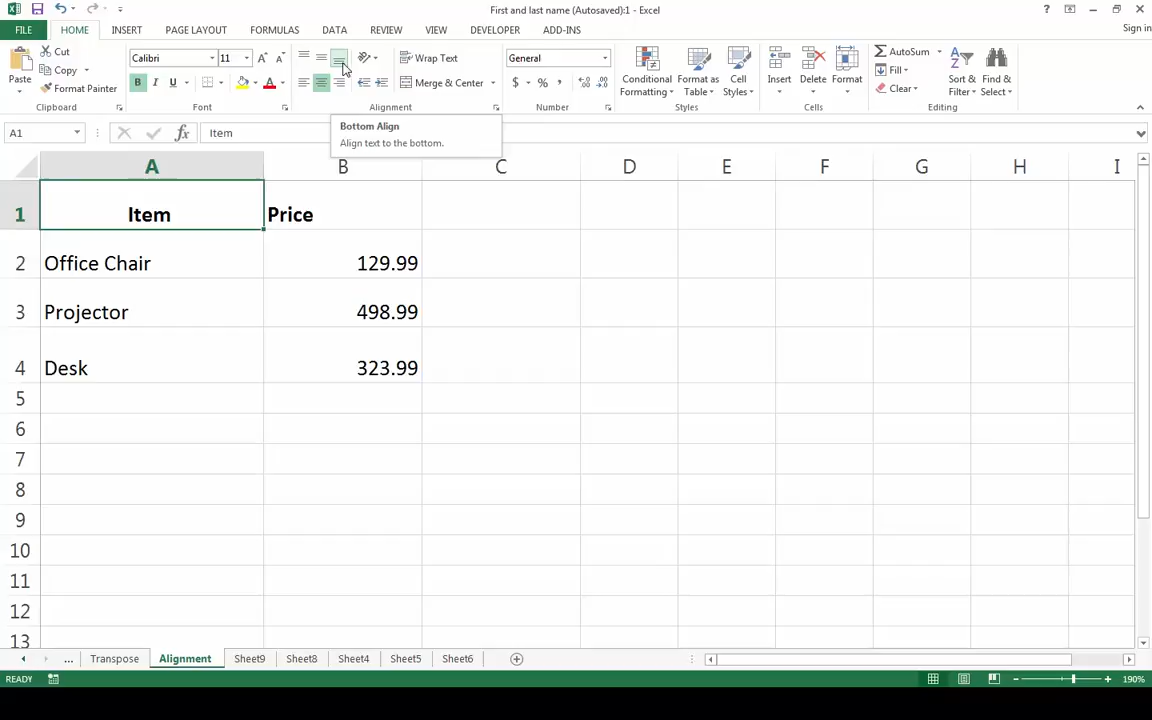 First and last name (Autosaved):1 - Excel
FILE HOME INSERT PAGE LAYOUT FORMULAS DATA REVIEW VIEW DEVELOPER ADD-INS Sign in
Paste
Cut
Copy
Format Painter
Clipboard
Calibri 11
B I U
Font
Wrap Text
Merge & Center
Alignment
General
$ % ,
Number
Conditional Formatting
Format as Table
Cell Styles
Styles
Insert
Delete
Format
Cells
AutoSum
Fill
Clear
Sort & Filter
Find & Select
Editing
A1 fx Item
Bottom Align
Align text to the bottom.
A B C D E F G H I
1 Item Price
2 Office Chair 129.99
3 Projector 498.99
4 Desk 323.99
5
6
7
8
9
10
11
12
13
... Transpose Alignment Sheet9 Sheet8 Sheet4 Sheet5 Sheet6
READY 190%